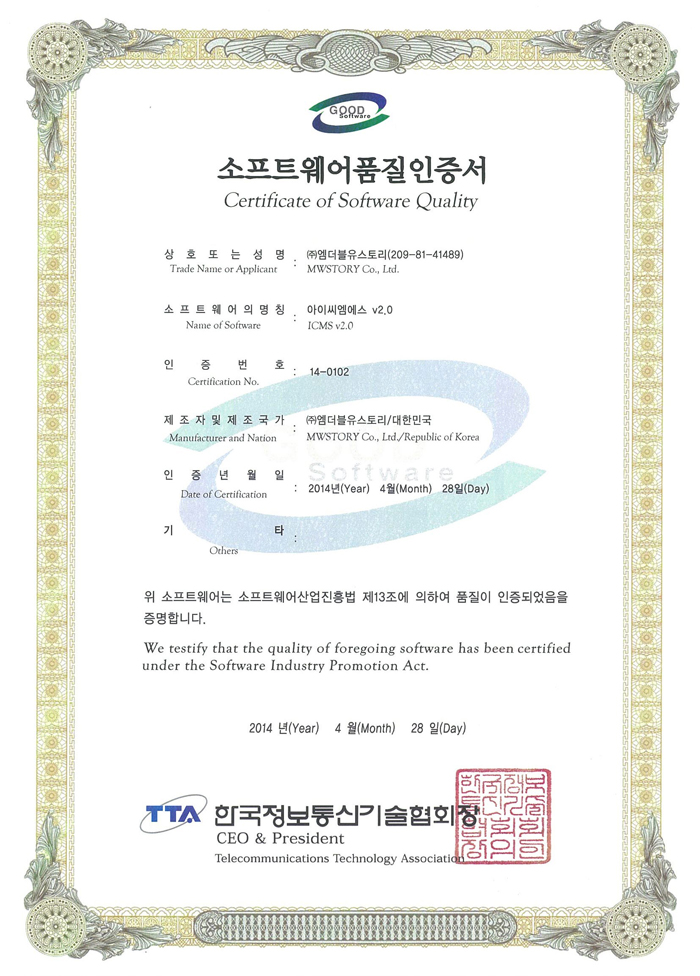 GOOD
Software
소프트웨어품질인증서
Certificate of Software Quality
상 호 또 는 성 명 : ㈜엠더블유스토리(209-81-41489)
Trade Name or Applicant MWSTORY Co., Ltd.
소 프 트 웨 어 의 명 칭 : 아이씨엠에스 v2.0
Name of Software ICMS v2.0
인 증 번 호 : 14-0102
Certification No.
제 조 자 및 제 조 국 가 : ㈜엠더블유스토리/대한민국
Manufacturer and Nation MWSTORY Co., Ltd./Republic of Korea
인 증 년 월 일 : 2014년(Year) 4월(Month) 28일(Day)
Date of Certification
기 타 :
Others
GOOD
Software
위 소프트웨어는 소프트웨어산업진흥법 제13조에 의하여 품질이 인증되었음을
증명합니다.
We testify that the quality of foregoing software has been certified
under the Software Industry Promotion Act.
2014 년(Year) 4 월(Month) 28 일(Day)
TTA 한국정보통신기술협회장
CEO & President
Telecommunications Technology Association